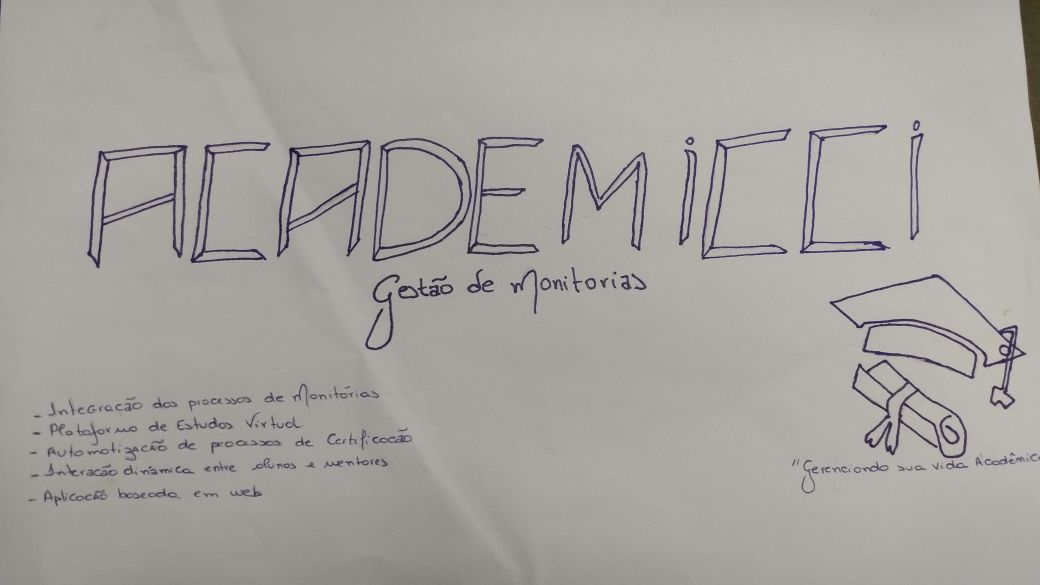 ACADEMiCCi
Gestão de Monitorias
- Integração dos processos de Monitórias
- Plataforma de Estudos Virtual
- Automatização de processos de Certificação
- Interação dinâmica entre alunos e mentores
- Aplicação baseada em web
"Gerenciando sua vida Acadêmic